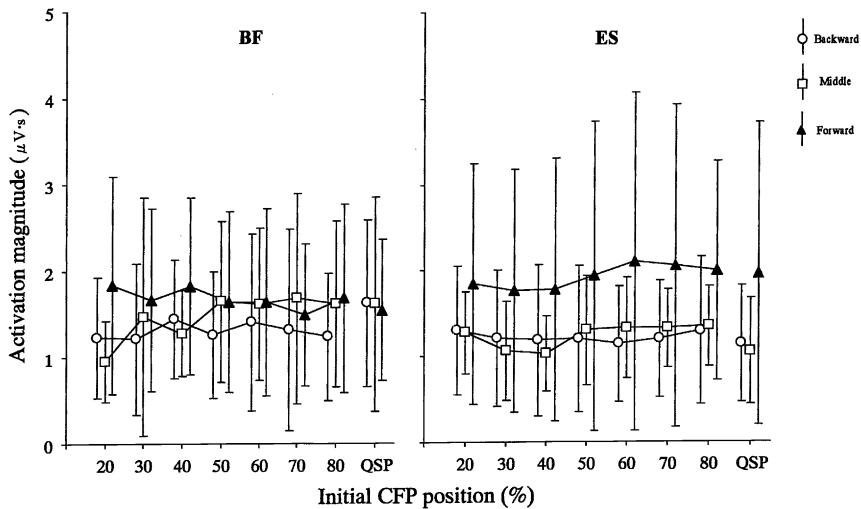 BF
ES
Backward
Middle
Forward
Activation magnitude (μV·s)
5
4
3
2
1
0
20 30 40 50 60 70 80 QSP
20 30 40 50 60 70 80 QSP
Initial CFP position (%)